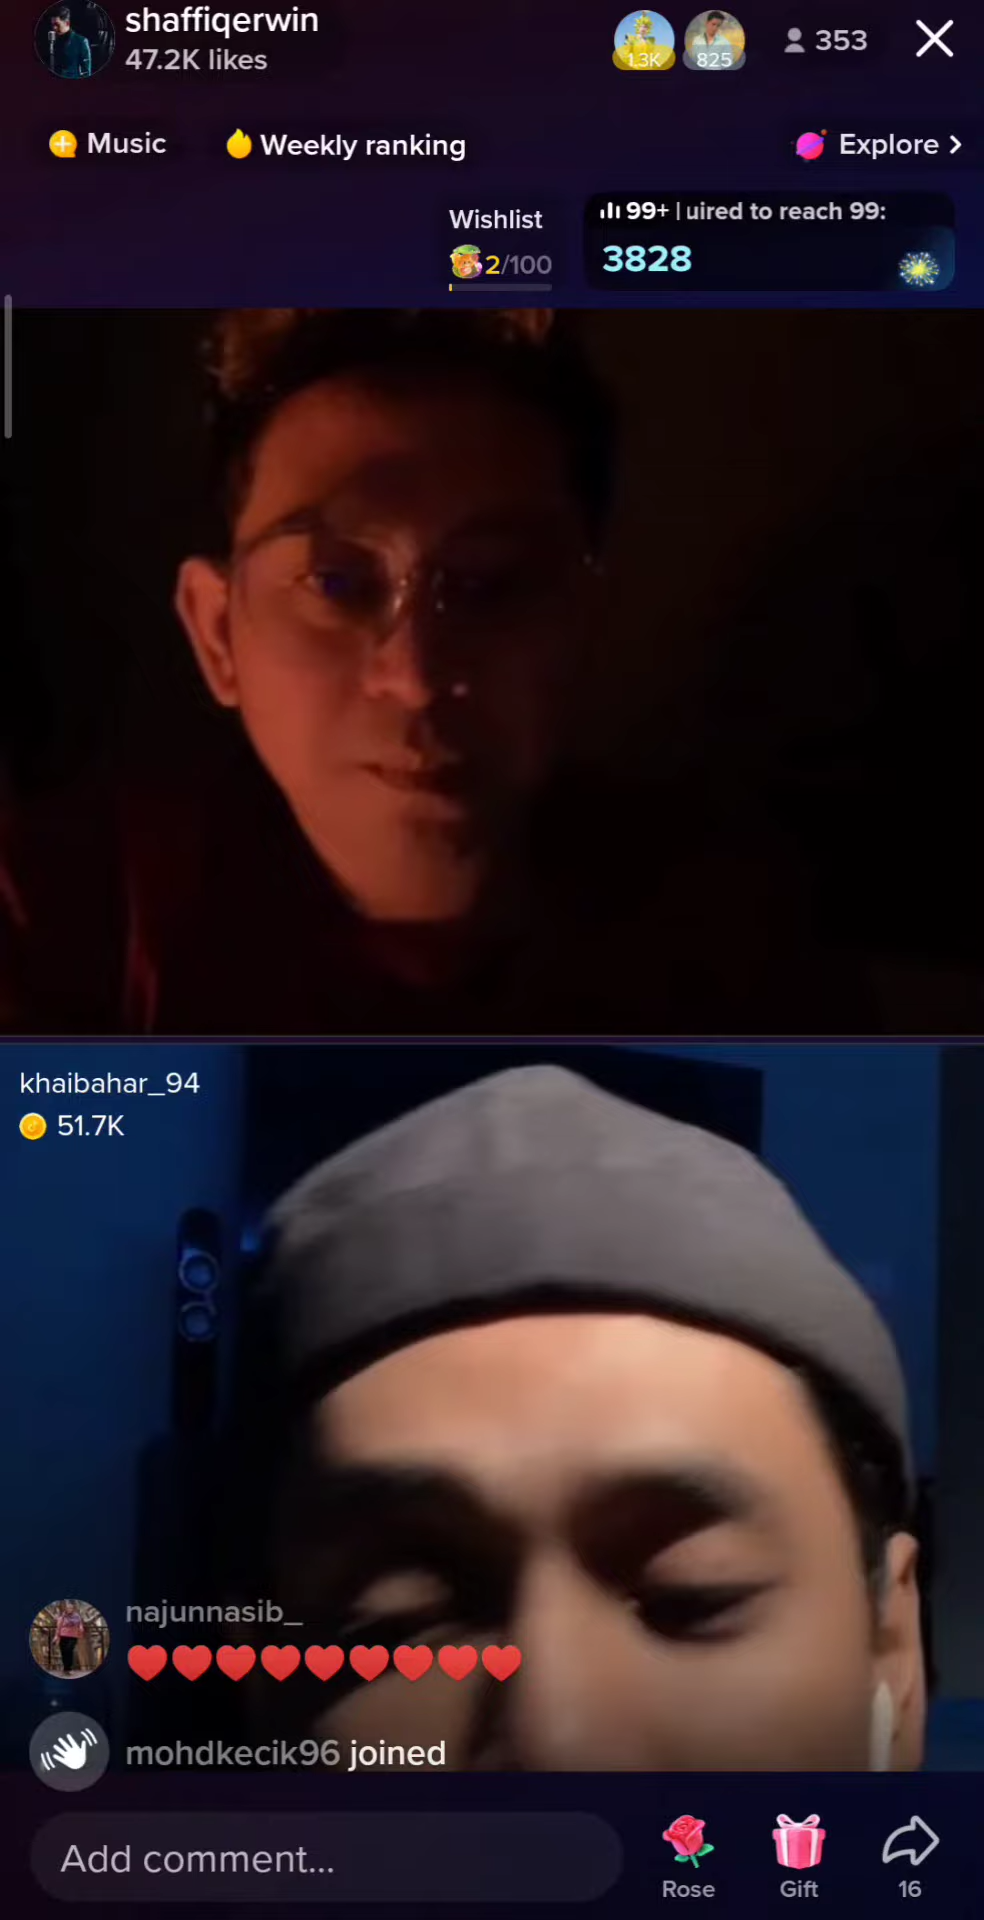 shaffiqerwin
47.2K likes
1.3K
825
353
Music
Weekly ranking
Explore
Wishlist
2/100
99+ | uired to reach 99:
3828
khaibahar_94
51.7K
najunnasib_
mohdkecik96 joined
Add comment...
Rose
Gift
16